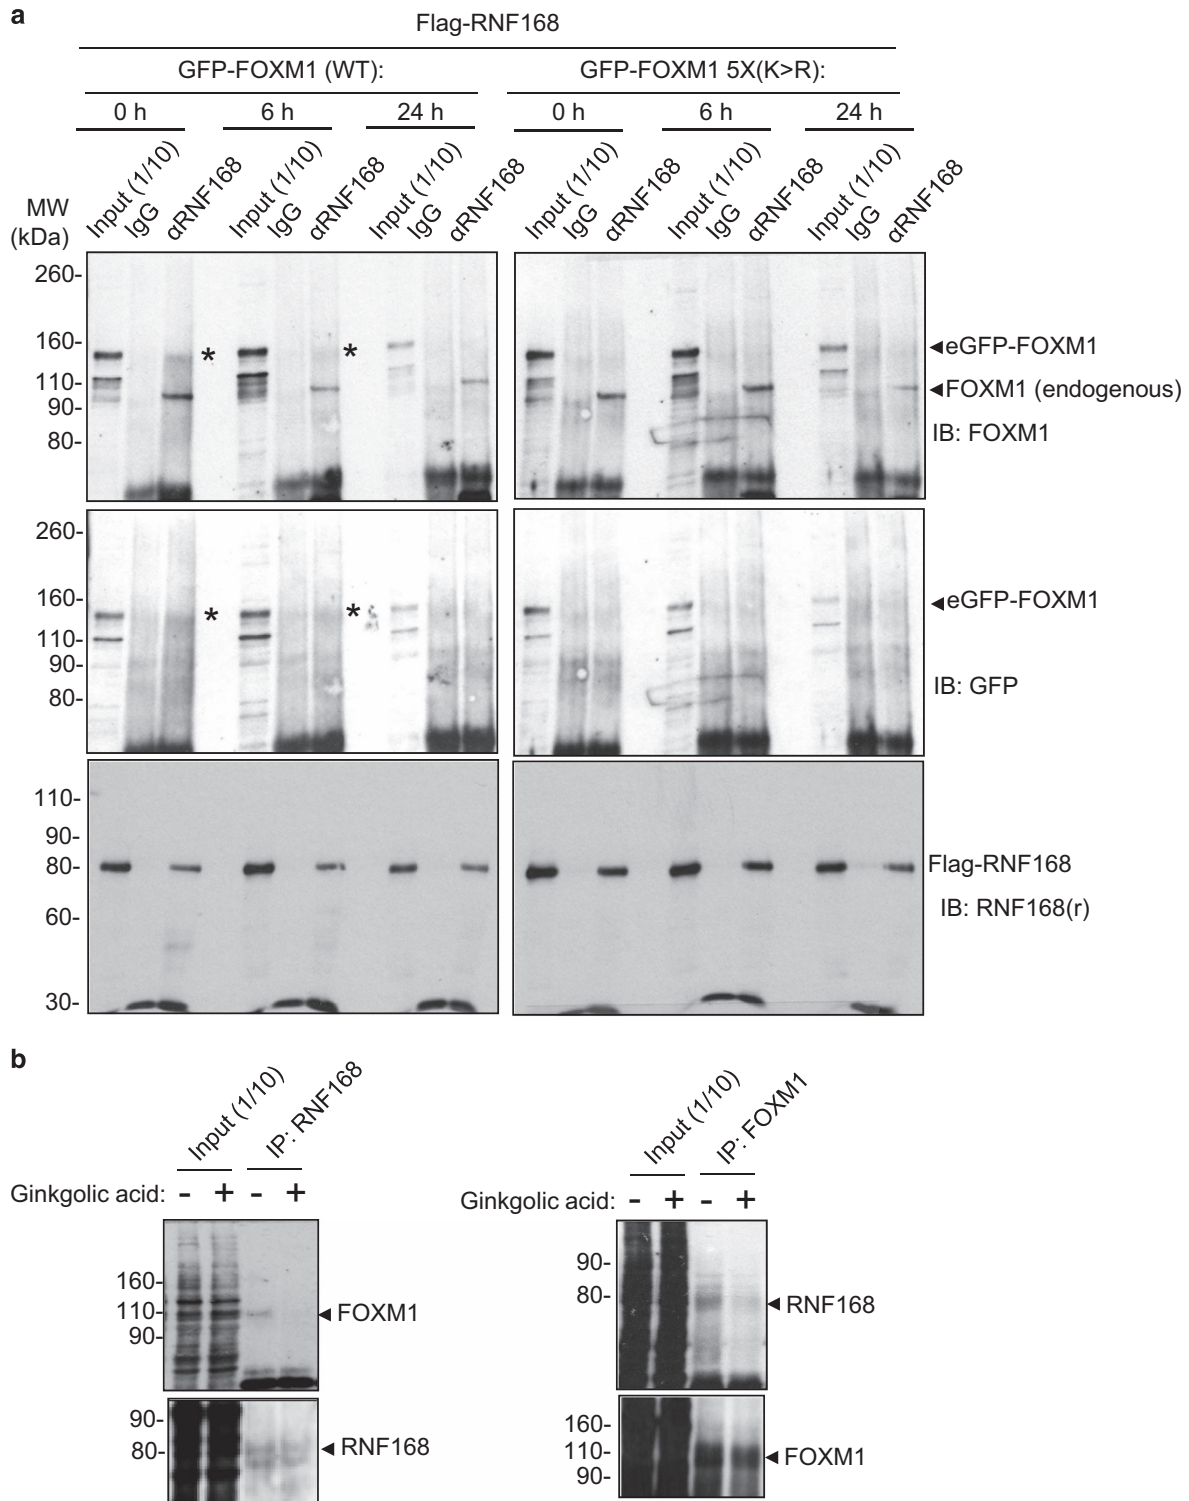 a
Flag-RNF168
GFP-FOXM1 (WT):
GFP-FOXM1 5X(K>R):
0 h
6 h
24 h
0 h
6 h
24 h
Input (1/10)
IgG
αRNF168
Input (1/10)
IgG
αRNF168
Input (1/10)
IgG
αRNF168
Input (1/10)
IgG
αRNF168
Input (1/10)
IgG
αRNF168
Input (1/10)
IgG
αRNF168
MW
(kDa)
260-
160-
110-
90-
80-
*
*
◄eGFP-FOXM1
◄FOXM1 (endogenous)
IB: FOXM1
260-
160-
110-
90-
80-
*
*
◄eGFP-FOXM1
IB: GFP
110-
90-
80-
60-
30-
Flag-RNF168
IB: RNF168(r)
b
Input (1/10)
IP: RNF168
Ginkgolic acid: - + - +
160-
110-
90-
◄FOXM1
90-
80-
◄RNF168
Input (1/10)
IP: FOXM1
Ginkgolic acid: - + - +
90-
80-
◄RNF168
160-
110-
90-
◄FOXM1